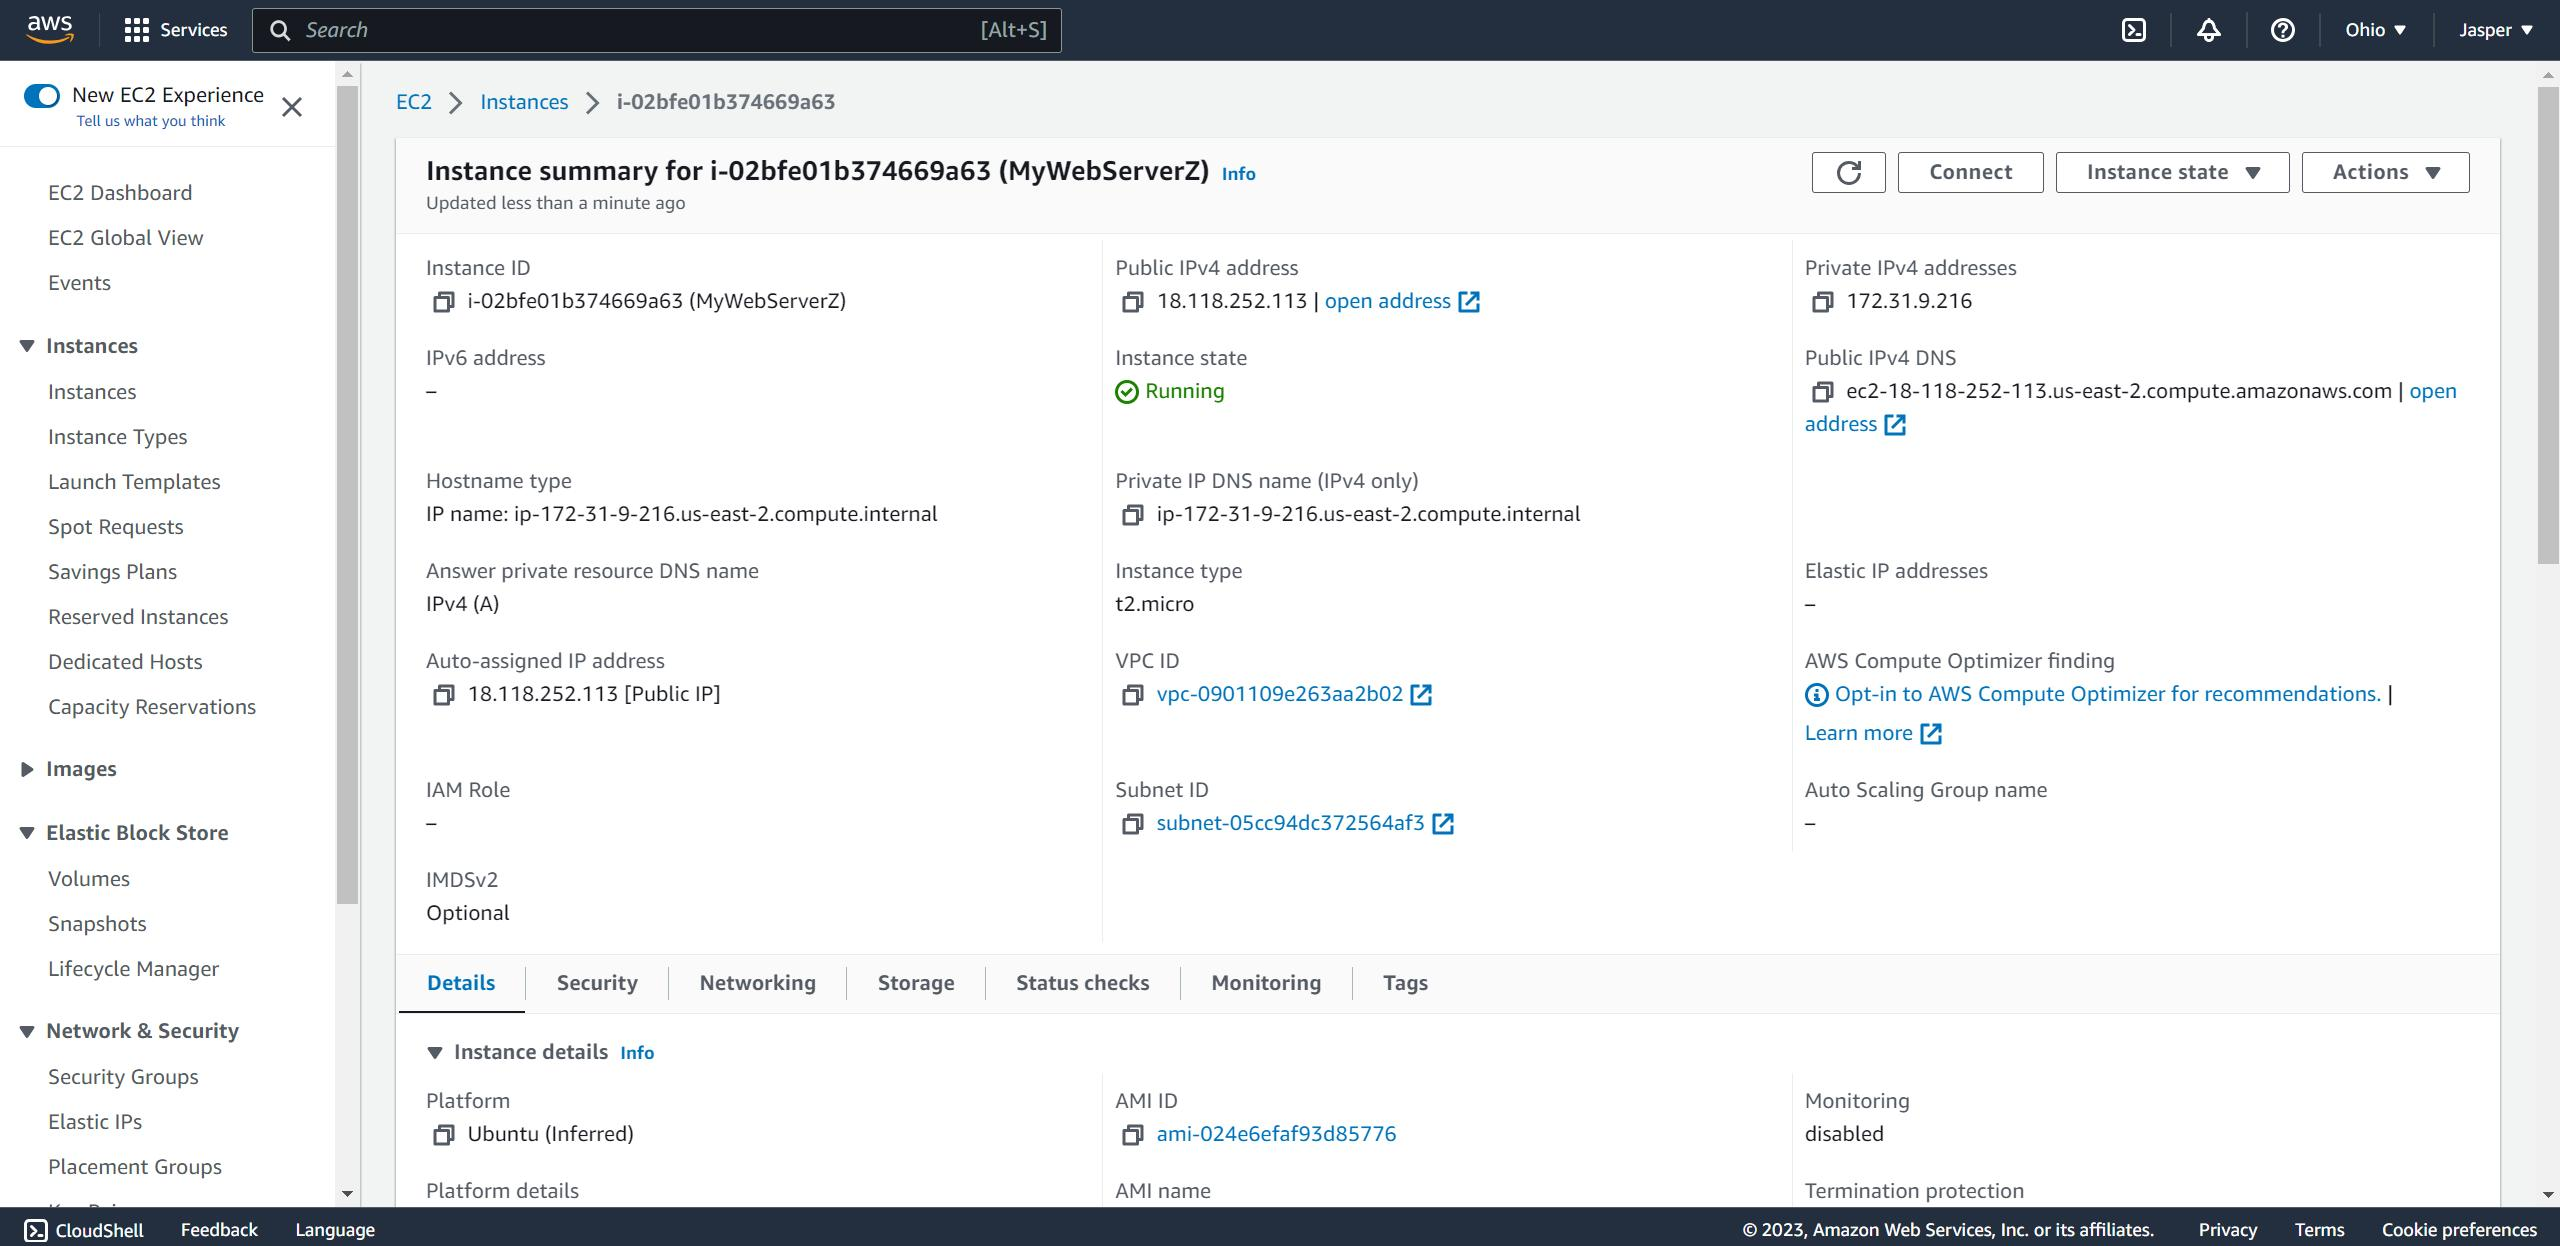 aws
Services
Search
[Alt+S]
Ohio
Jasper
New EC2 Experience
Tell us what you think
EC2 Dashboard
EC2 Global View
Events
Instances
Instances
Instance Types
Launch Templates
Spot Requests
Savings Plans
Reserved Instances
Dedicated Hosts
Capacity Reservations
Images
Elastic Block Store
Volumes
Snapshots
Lifecycle Manager
Network & Security
Security Groups
Elastic IPs
Placement Groups
EC2
Instances
i-02bfe01b374669a63
Instance summary for i-02bfe01b374669a63 (MyWebServerZ) Info
Updated less than a minute ago
Connect
Instance state
Actions
Instance ID
i-02bfe01b374669a63 (MyWebServerZ)
Public IPv4 address
18.118.252.113 | open address
Private IPv4 addresses
172.31.9.216
IPv6 address
–
Instance state
Running
Public IPv4 DNS
ec2-18-118-252-113.us-east-2.compute.amazonaws.com | open
address
Hostname type
IP name: ip-172-31-9-216.us-east-2.compute.internal
Private IP DNS name (IPv4 only)
ip-172-31-9-216.us-east-2.compute.internal
Answer private resource DNS name
IPv4 (A)
Instance type
t2.micro
Elastic IP addresses
–
Auto-assigned IP address
18.118.252.113 [Public IP]
VPC ID
vpc-0901109e263aa2b02
AWS Compute Optimizer finding
Opt-in to AWS Compute Optimizer for recommendations. |
Learn more
IAM Role
–
Subnet ID
subnet-05cc94dc372564af3
Auto Scaling Group name
–
IMDSv2
Optional
Details
Security
Networking
Storage
Status checks
Monitoring
Tags
Instance details Info
Platform
Ubuntu (Inferred)
AMI ID
ami-024e6efaf93d85776
Monitoring
disabled
Platform details
AMI name
Termination protection
CloudShell
Feedback
Language
© 2023, Amazon Web Services, Inc. or its affiliates.
Privacy
Terms
Cookie preferences